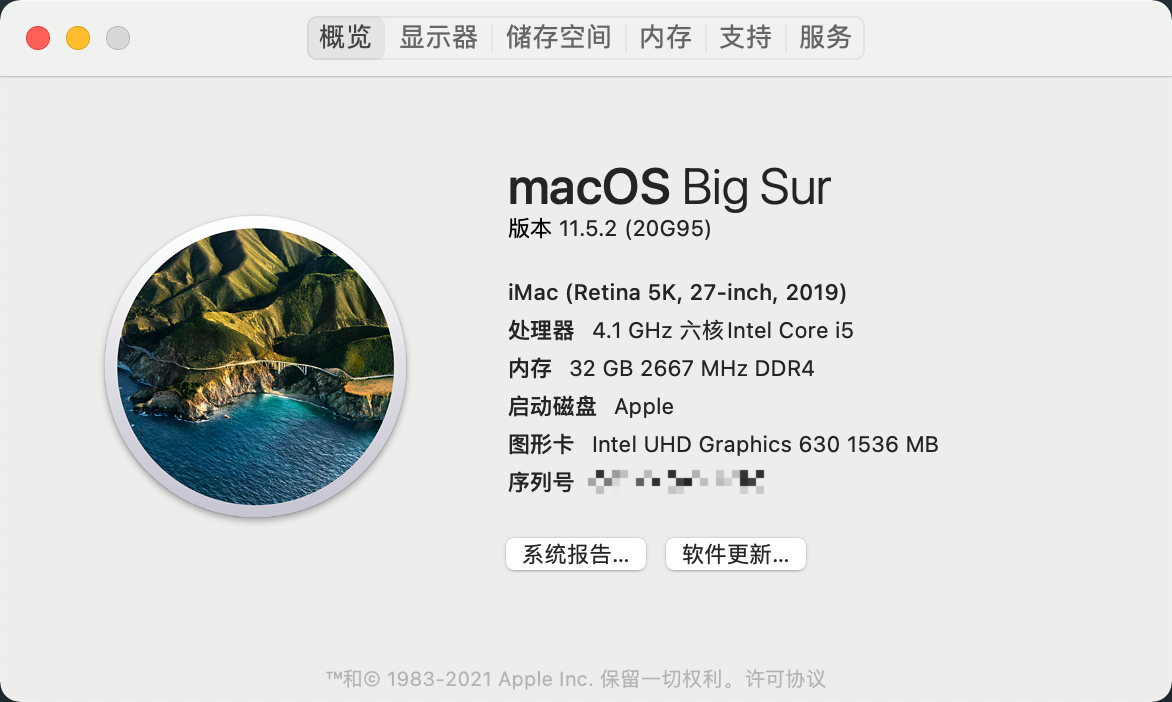 概览 显示器 储存空间 内存 支持 服务
macOS Big Sur
版本 11.5.2 (20G95)
iMac (Retina 5K, 27-inch, 2019)
处理器 4.1 GHz 六核Intel Core i5
内存 32 GB 2667 MHz DDR4
启动磁盘 Apple
图形卡 Intel UHD Graphics 630 1536 MB
序列号
系统报告... 软件更新...
™和© 1983-2021 Apple Inc. 保留一切权利。许可协议